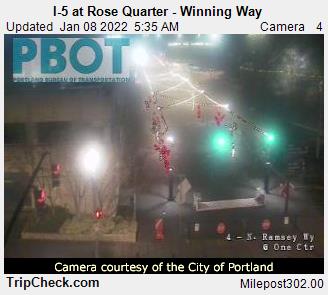 I-5 at Rose Quarter - Winning Way
Updated Jan 08 2022 5:35 AM Camera 4
PBOT
PORTLAND BUREAU OF TRANSPORTATION
4 - N. Ramsey Wy
@ One Ctr
Camera courtesy of the City of Portland
TripCheck.com Milepost302.00